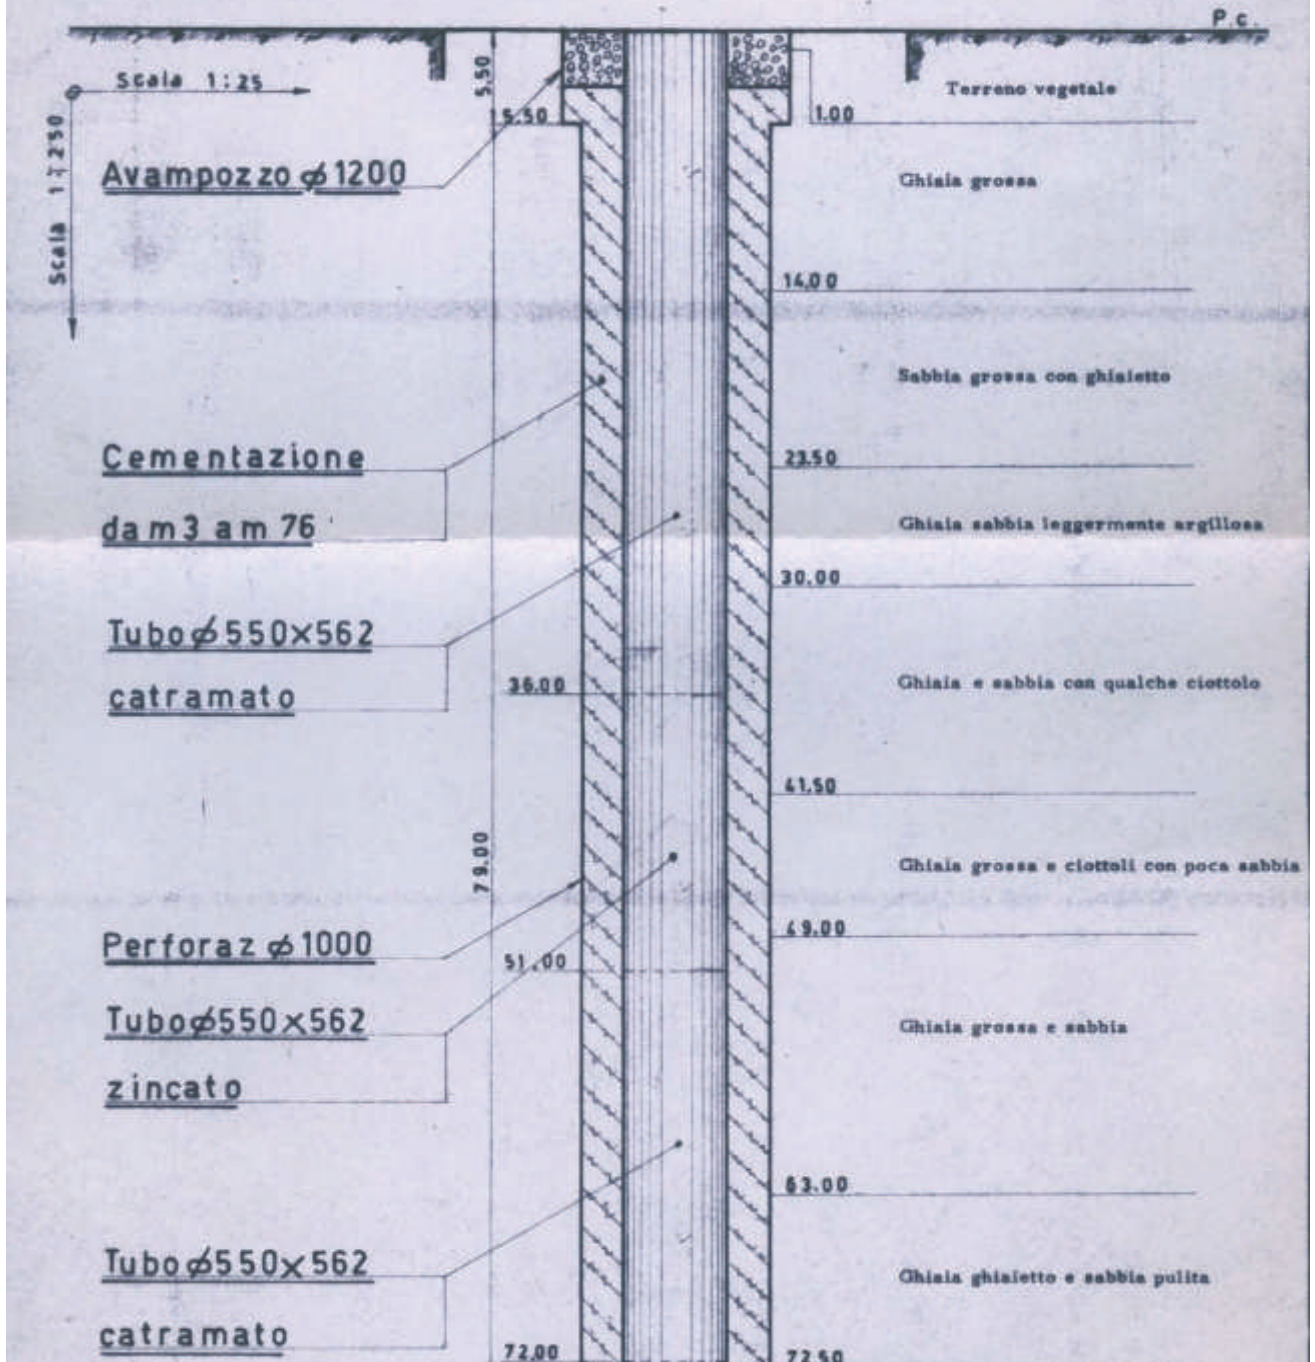 P.c.
Scala 1:25
Scala 1:250
5.50
5.50
1.00
Terreno vegetale
Avampozzo ø 1200
Ghiaia grossa
14.00
Sabbia grossa con ghiaietto
Cementazione
da m 3 a m 76
23.50
Ghiaia sabbia leggermente argillosa
30.00
Tubo ø 550×562
catramato
36.00
Ghiaia e sabbia con qualche ciottolo
41.50
79.00
Ghiaia grossa e ciottoli con poca sabbia
Perforaz ø 1000
49.00
51.00
Tubo ø 550×562
zincato
Ghiaia grossa e sabbia
63.00
Tubo ø 550×562
catramato
Ghiaia ghiaietto e sabbia pulita
72.00
72.50